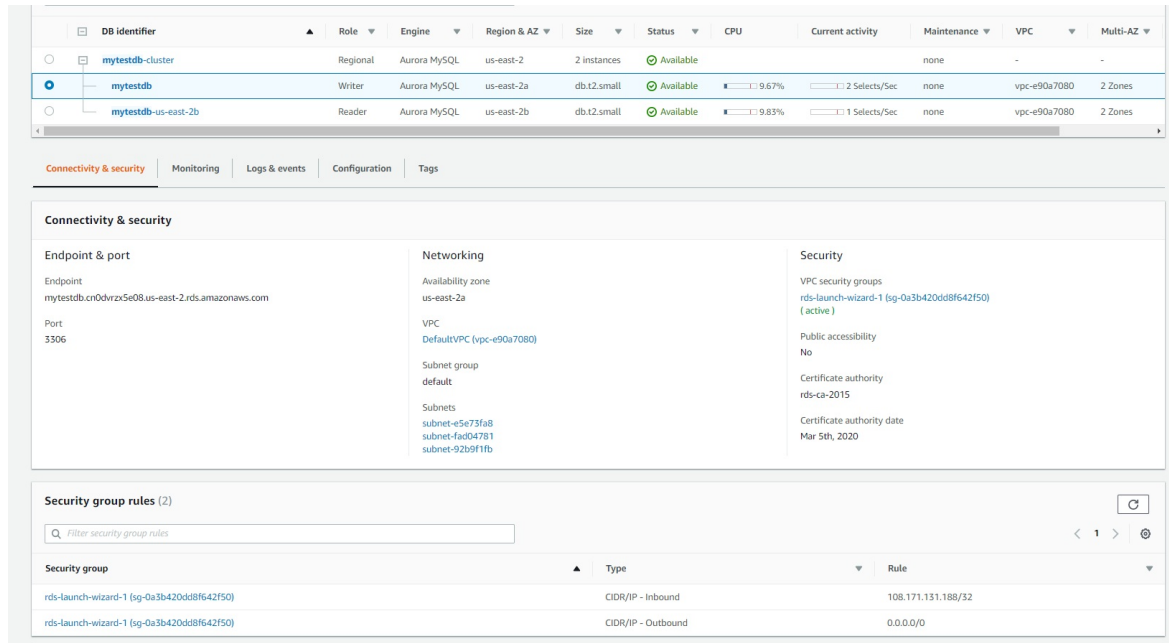 DB identifier Role Engine Region & AZ Size Status CPU Current activity Maintenance VPC Multi-AZ
mytestdb-cluster Regional Aurora MySQL us-east-2 2 instances Available none - -
mytestdb Writer Aurora MySQL us-east-2a db.t2.small Available 9.67% 2 Selects/Sec none vpc-e90a7080 2 Zones
mytestdb-us-east-2b Reader Aurora MySQL us-east-2b db.t2.small Available 9.83% 1 Selects/Sec none vpc-e90a7080 2 Zones
Connectivity & security Monitoring Logs & events Configuration Tags
Connectivity & security
Endpoint & port
Endpoint
mytestdb.cn0dvrzx5e08.us-east-2.rds.amazonaws.com
Port
3306
Networking
Availability zone
us-east-2a
VPC
DefaultVPC (vpc-e90a7080)
Subnet group
default
Subnets
subnet-e5e73fa8
subnet-fad04781
subnet-92b9f1fb
Security
VPC security groups
rds-launch-wizard-1 (sg-0a3b420dd8f642f50)
( active )
Public accessibility
No
Certificate authority
rds-ca-2015
Certificate authority date
Mar 5th, 2020
Security group rules (2)
Filter security group rules
1
Security group Type Rule
rds-launch-wizard-1 (sg-0a3b420dd8f642f50) CIDR/IP - Inbound 108.171.131.188/32
rds-launch-wizard-1 (sg-0a3b420dd8f642f50) CIDR/IP - Outbound 0.0.0.0/0